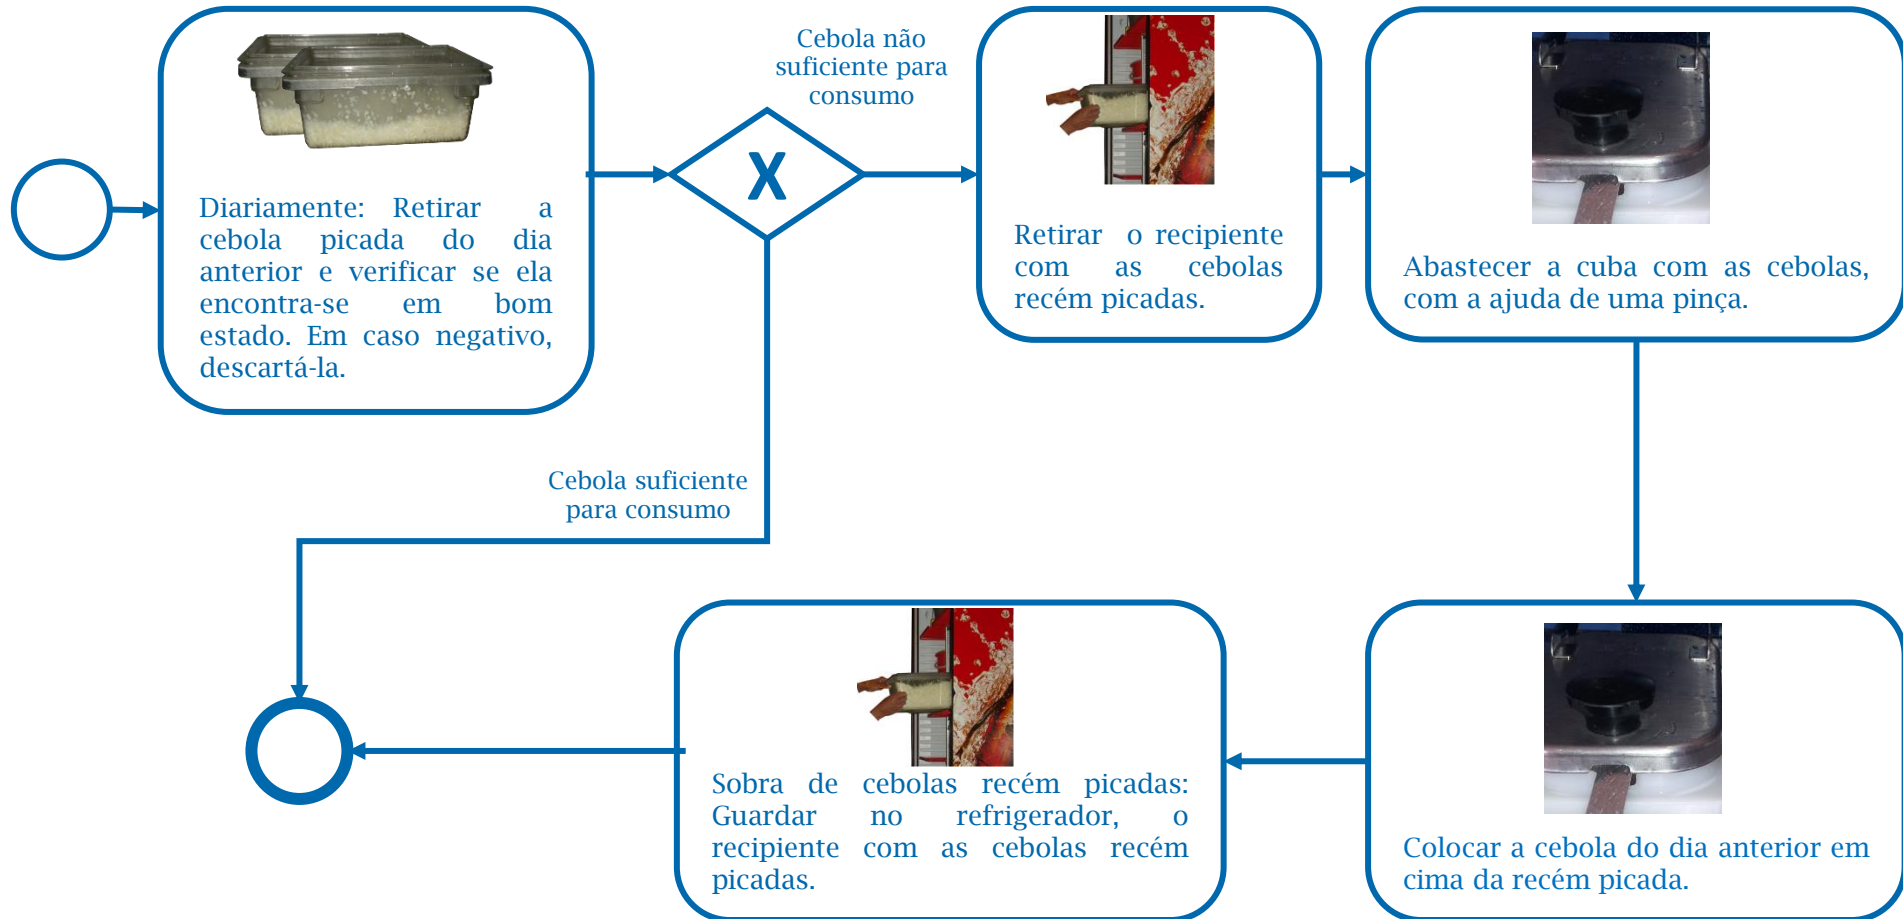 Diariamente: Retirar a
cebola picada do dia
anterior e verificar se ela
encontra-se em bom
estado. Em caso negativo,
descartá-la.
X
Cebola não
suficiente para
consumo
Retirar o recipiente
com as cebolas
recém picadas.
Abastecer a cuba com as cebolas,
com a ajuda de uma pinça.
Cebola suficiente
para consumo
Colocar a cebola do dia anterior em
cima da recém picada.
Sobra de cebolas recém picadas:
Guardar no refrigerador, o
recipiente com as cebolas recém
picadas.